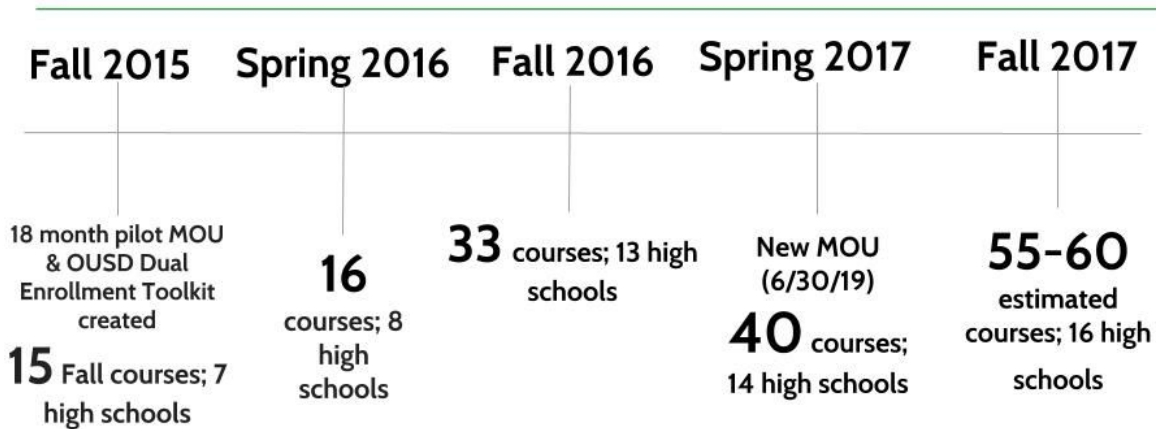 Fall 2015
Spring 2016
Fall 2016
Spring 2017
Fall 2017
18 month pilot MOU
& OUSD Dual
Enrollment Toolkit
created
15 Fall courses; 7
high schools
16
courses; 8
high
schools
33 courses; 13 high
schools
New MOU
(6/30/19)
40 courses;
14 high schools
55-60
estimated
courses; 16 high
schools